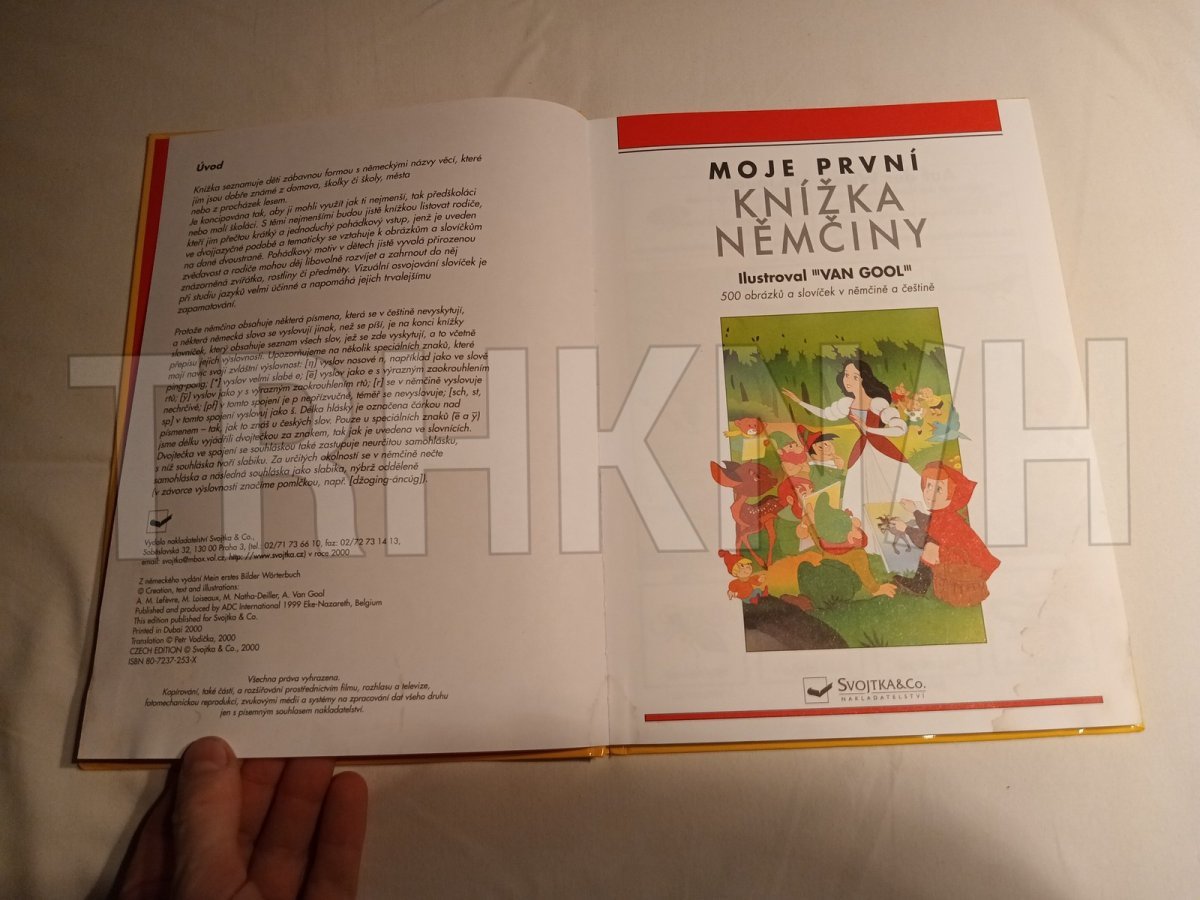 Úvod
Knížka seznamuje děti zábavnou formou s německými názvy věcí, které
jim jsou dobře známé z domova, školky či školy, města
nebo z procházek lesem.
Je koncipována tak, aby ji mohli využít jak ti nejmenší, tak předškoláci
nebo malí školáci. S těmi nejmenšími budou jistě knížkou listovat rodiče,
kteří jim přečtou krátký a jednoduchý pohádkový vstup, jenž je uveden
ve dvojjazyčné podobě a tematicky se vztahuje k obrázkům a slovíčkům
na dané dvoustraně. Pohádkový motiv v dětech jistě vyvolá přirozenou
zvědavost a rodiče mohou děj libovolně rozvíjet a zahrnout do něj
znázorněná zvířátka, rostliny či předměty. Vizuální osvojování slovíček je
při studiu jazyků velmi účinné a napomáhá jejich trvalejšímu
zapamatování.
Protože němčina obsahuje některá písmena, která se v češtině nevyskytují,
a některá německá slova se vyslovují jinak, než se píší, je na konci knížky
slovníček, který obsahuje seznam všech slov, jež se zde vyskytují, a to včetně
přepisu jejich výslovnosti. Upozorňujeme na několik speciálních znaků, které
mají navíc svoji zvláštní výslovnost: [ŋ] vyslov nosové n, například jako ve slově
ping-pong, [*] vyslov velmi slabé e; [ë] vyslov jako e s výrazným zaokrouhlením
rtů; [ÿ] vyslov jako y s výrazným zaokrouhlením rtů; [r] se v němčině vyslovuje
nechrčivě; [pf] v tomto spojení je p nepřízvučné, téměř se nevyslovuje; [sch, st,
sp] v tomto spojení vyslovuj jako š. Délka hlásky je označena čárkou nad
písmenem – tak, jak to znáš u českých slov. Pouze u speciálních znaků (ë a ÿ)
jsme délku vyjádřili dvojtečkou za znakem, tak jak je uvedena ve slovnících.
Dvojtečka ve spojení se souhláskou také zastupuje neurčitou samohlásku,
s níž souhláska tvoří slabiku. Za určitých okolností se v němčině nečte
samohláska a následná souhláska jako slabika, nýbrž odděleně
(v závorce výslovnosti značíme pomlčkou, např. [džoging-áncúg]).
Vydalo nakladatelství Svojtka & Co.,
Sabinslavská 32, 130 00 Praha 3, (tel.: 02/71 73 66 10, fax: 02/72 73 14 13,
email: svojtka@mbox.vol.cz, http: //www.svojtka.cz) v roce 2000
Z německého vydání Mein erstes Bilder Wörterbuch
© Creation, text and illustrations:
A. M. Lefevre, M. Loiseaux, M. Natha-Deiller, A. Van Gool
Published and produced by ADC International 1999 Eke-Nazareth, Belgium
This edition published for Svojtka & Co.
Printed in Dubai 2000
Translation © Petr Vodička, 2000
CZECH EDITION © Svojtka & Co., 2000
ISBN 80-7237-253-X
Všechna práva vyhrazena.
Kopírování, také částí, a rozšiřování prostřednictvím filmu, rozhlasu a televize,
fotomechanickou reprodukcí, zvukovými médii a systémy na zpracování dat všeho druhu
jen s písemným souhlasem nakladatelství.
MOJE PRVNÍ
KNÍŽKA
NĚMČINY
Ilustroval "'VAN GOOL'"
500 obrázků a slovíček v němčině a češtině
SVOJTKA&CO.
NAKLADATELSTVÍ
TRHKNIH